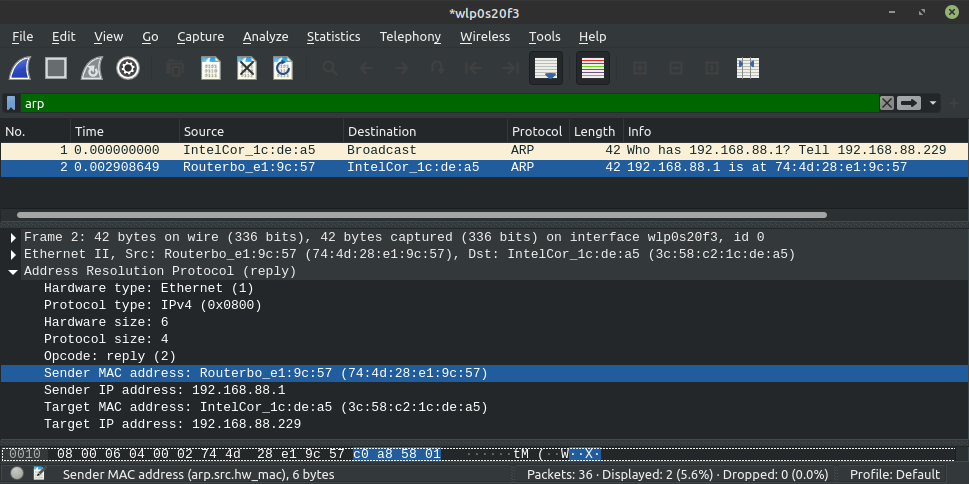 *wlp0s20f3
File Edit View Go Capture Analyze Statistics Telephony Wireless Tools Help
arp
No. Time Source Destination Protocol Length Info
1 0.000000000 IntelCor_1c:de:a5 Broadcast ARP 42 Who has 192.168.88.1? Tell 192.168.88.229
2 0.002908649 Routerbo_e1:9c:57 IntelCor_1c:de:a5 ARP 42 192.168.88.1 is at 74:4d:28:e1:9c:57
Frame 2: 42 bytes on wire (336 bits), 42 bytes captured (336 bits) on interface wlp0s20f3, id 0
Ethernet II, Src: Routerbo_e1:9c:57 (74:4d:28:e1:9c:57), Dst: IntelCor_1c:de:a5 (3c:58:c2:1c:de:a5)
Address Resolution Protocol (reply)
Hardware type: Ethernet (1)
Protocol type: IPv4 (0x0800)
Hardware size: 6
Protocol size: 4
Opcode: reply (2)
Sender MAC address: Routerbo_e1:9c:57 (74:4d:28:e1:9c:57)
Sender IP address: 192.168.88.1
Target MAC address: IntelCor_1c:de:a5 (3c:58:c2:1c:de:a5)
Target IP address: 192.168.88.229
0010 08 00 06 04 00 02 74 4d 28 e1 9c 57 c0 a8 58 01 ······tM (··W··X·
Sender MAC address (arp.src.hw_mac), 6 bytes
Packets: 36 · Displayed: 2 (5.6%) · Dropped: 0 (0.0%)
Profile: Default